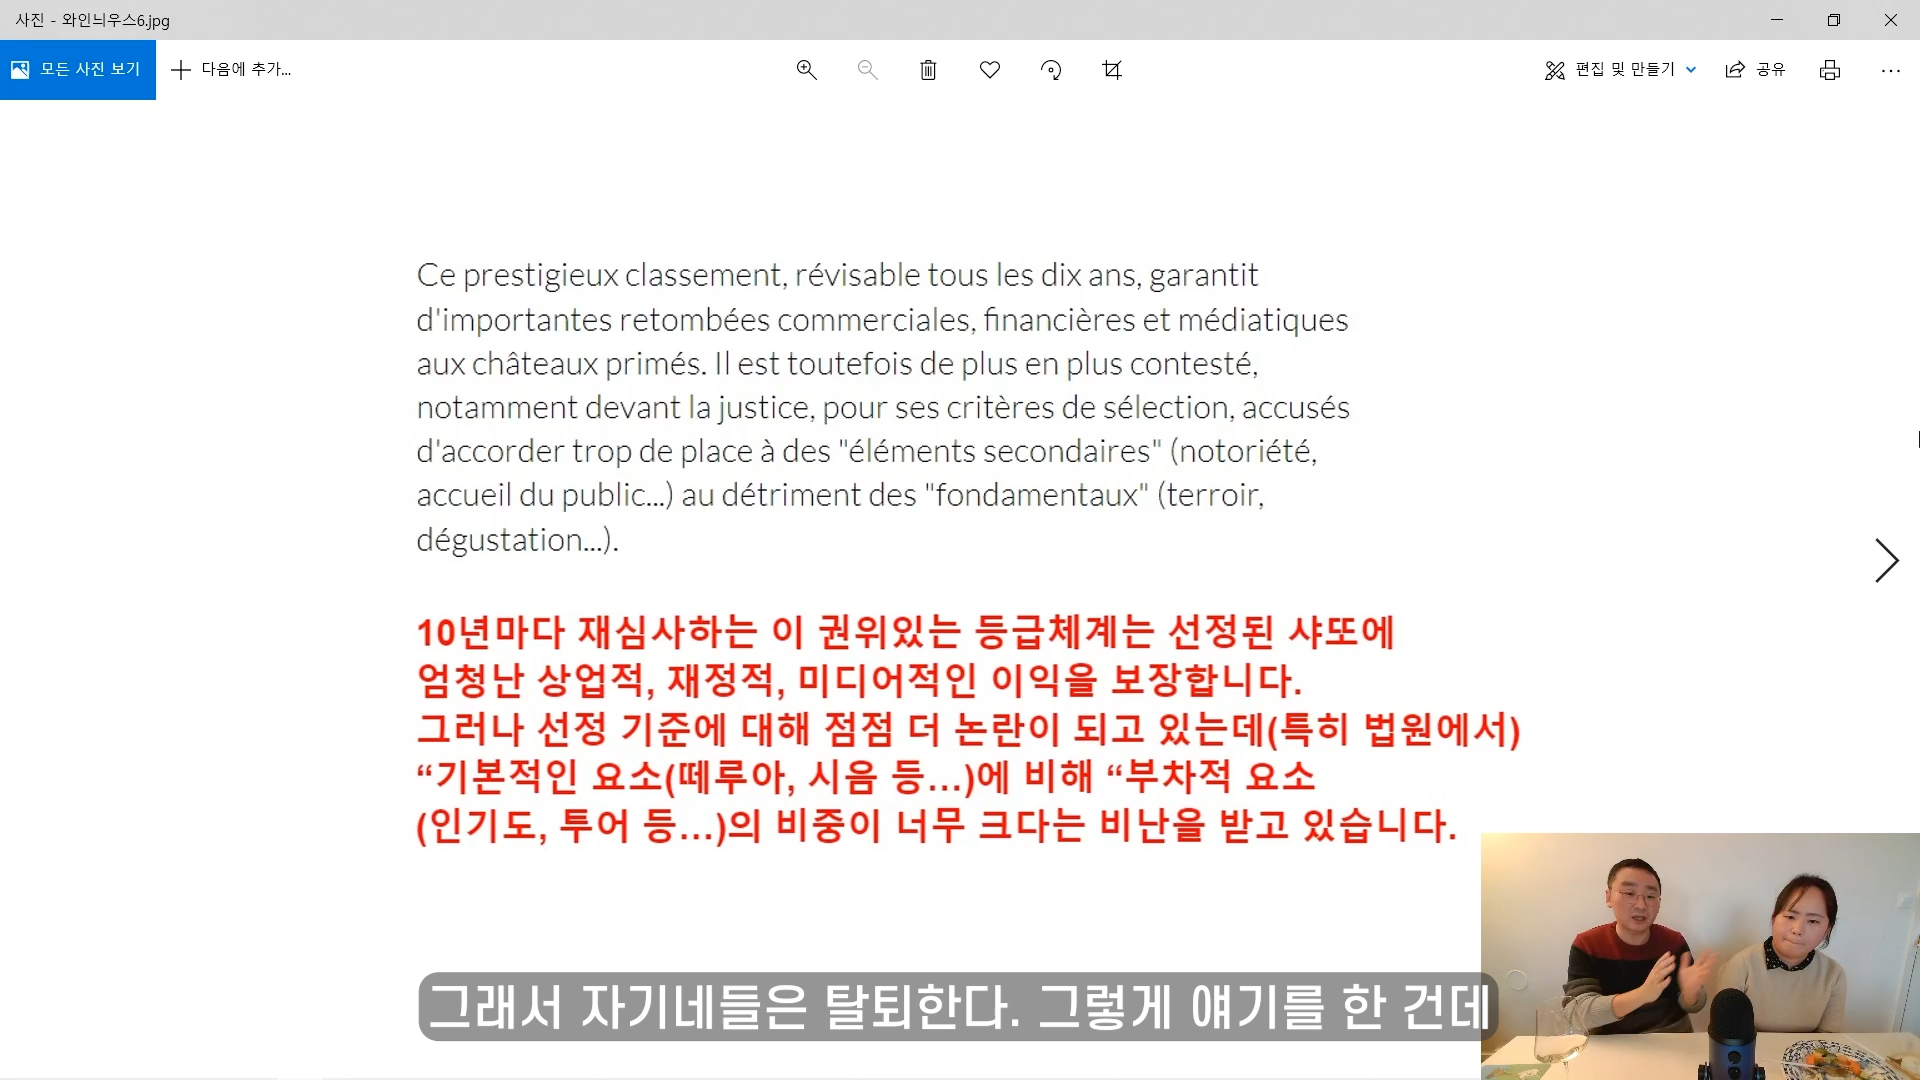 사진 - 와인늬우스6.jpg
모든 사진 보기
다음에 추가...
편집 및 만들기
공유
Ce prestigieux classement, révisable tous les dix ans, garantit
d'importantes retombées commerciales, financières et médiatiques
aux châteaux primés. Il est toutefois de plus en plus contesté,
notamment devant la justice, pour ses critères de sélection, accusés
d'accorder trop de place à des "éléments secondaires" (notoriété,
accueil du public...) au détriment des "fondamentaux" (terroir,
dégustation...).
10년마다 재심사하는 이 권위있는 등급체계는 선정된 샤또에
엄청난 상업적, 재정적, 미디어적인 이익을 보장합니다.
그러나 선정 기준에 대해 점점 더 논란이 되고 있는데(특히 법원에서)
“기본적인 요소(떼루아, 시음 등...)에 비해 “부차적 요소
(인기도, 투어 등...)의 비중이 너무 크다는 비난을 받고 있습니다.
그래서 자기네들은 탈퇴한다. 그렇게 얘기를 한 건데